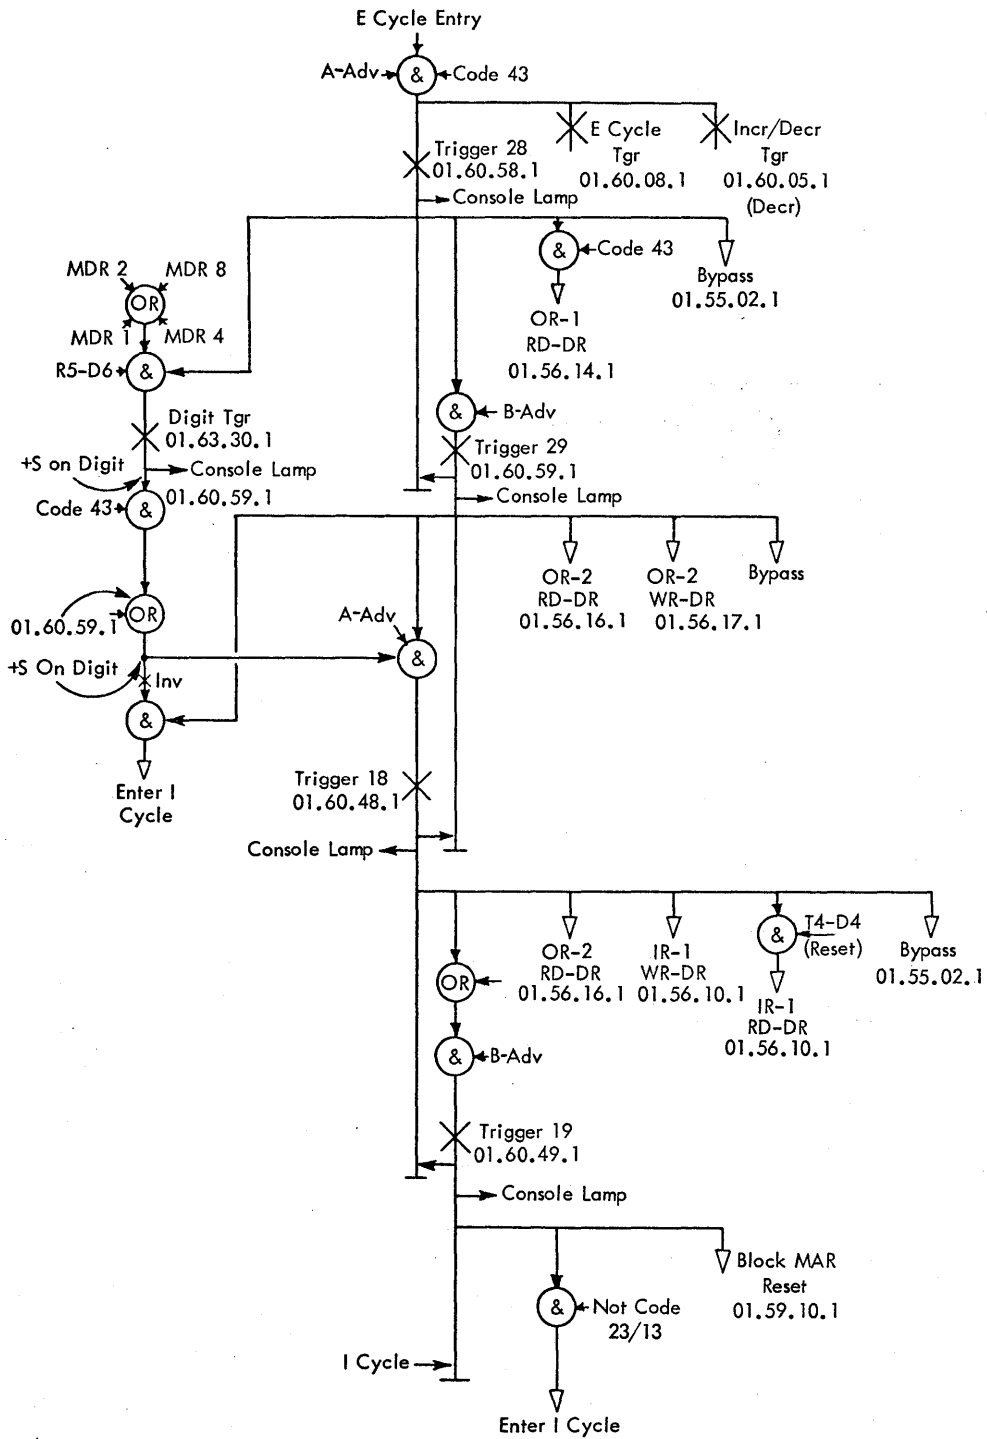 E Cycle Entry
A-Adv
&
Code 43
E Cycle
Tgr
01.60.08.1
Incr/Decr
Tgr
01.60.05.1
(Decr)
Trigger 28
01.60.58.1
Console Lamp
&
Code 43
Bypass
01.55.02.1
MDR 2
MDR 8
OR
MDR 1
MDR 4
OR-1
RD-DR
01.56.14.1
R5-D6
&
&
B-Adv
Digit Tgr
01.63.30.1
Trigger 29
01.60.59.1
+S on Digit
Console Lamp
01.60.59.1
Console Lamp
Code 43
&
OR-2
RD-DR
01.56.16.1
OR-2
WR-DR
01.56.17.1
Bypass
01.60.59.1
OR
A-Adv
&
+S On Digit
Inv
&
Enter I
Cycle
Trigger 18
01.60.48.1
Console Lamp
OR-2
RD-DR
01.56.16.1
IR-1
WR-DR
01.56.10.1
&
T4-D4
(Reset)
Bypass
01.55.02.1
OR
IR-1
RD-DR
01.56.10.1
&
B-Adv
Trigger 19
01.60.49.1
Console Lamp
Block MAR
Reset
01.59.10.1
&
Not Code
23/13
I Cycle
Enter I Cycle